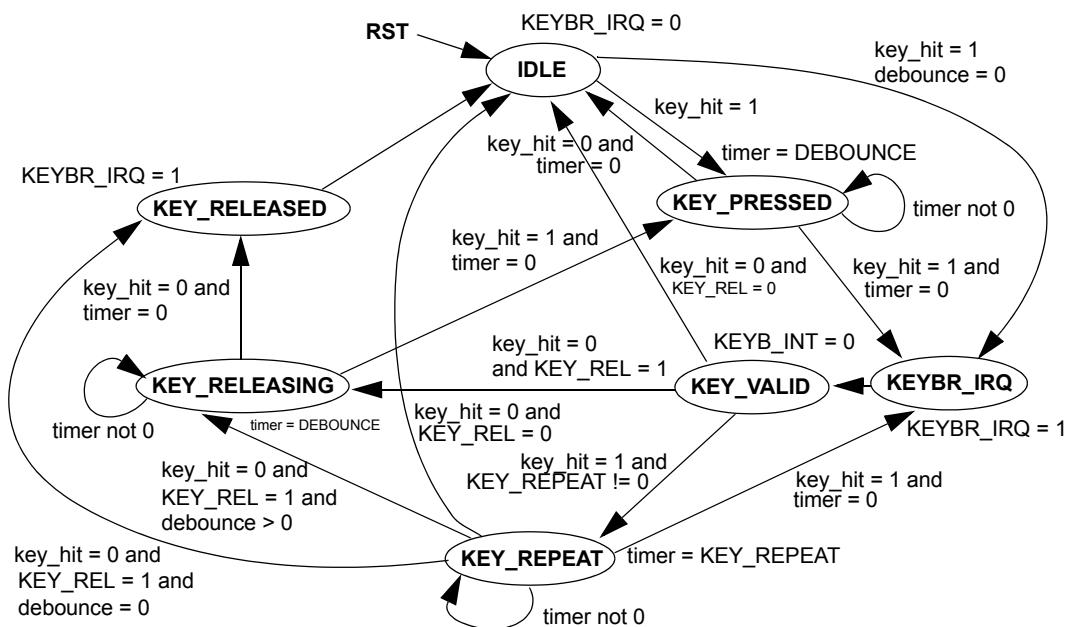 KEYBR_IRQ = 0
RST
IDLE
key_hit = 1
debounce = 0
key_hit = 1
key_hit = 0 and
timer = 0
timer = DEBOUNCE
KEYBR_IRQ = 1
KEY_RELEASED
KEY_PRESSED
timer not 0
key_hit = 1 and
timer = 0
key_hit = 0 and
KEY_REL = 0
key_hit = 1 and
timer = 0
key_hit = 0 and
timer = 0
key_hit = 0
and KEY_REL = 1
KEYB_INT = 0
KEY_RELEASING
KEY_VALID
KEYBR_IRQ
timer not 0
timer = DEBOUNCE
key_hit = 0 and
KEY_REL = 0
KEYBR_IRQ = 1
key_hit = 0 and
KEY_REL = 1 and
debounce > 0
key_hit = 1 and
KEY_REPEAT != 0
key_hit = 1 and
timer = 0
key_hit = 0 and
KEY_REL = 1 and
debounce = 0
KEY_REPEAT
timer = KEY_REPEAT
timer not 0